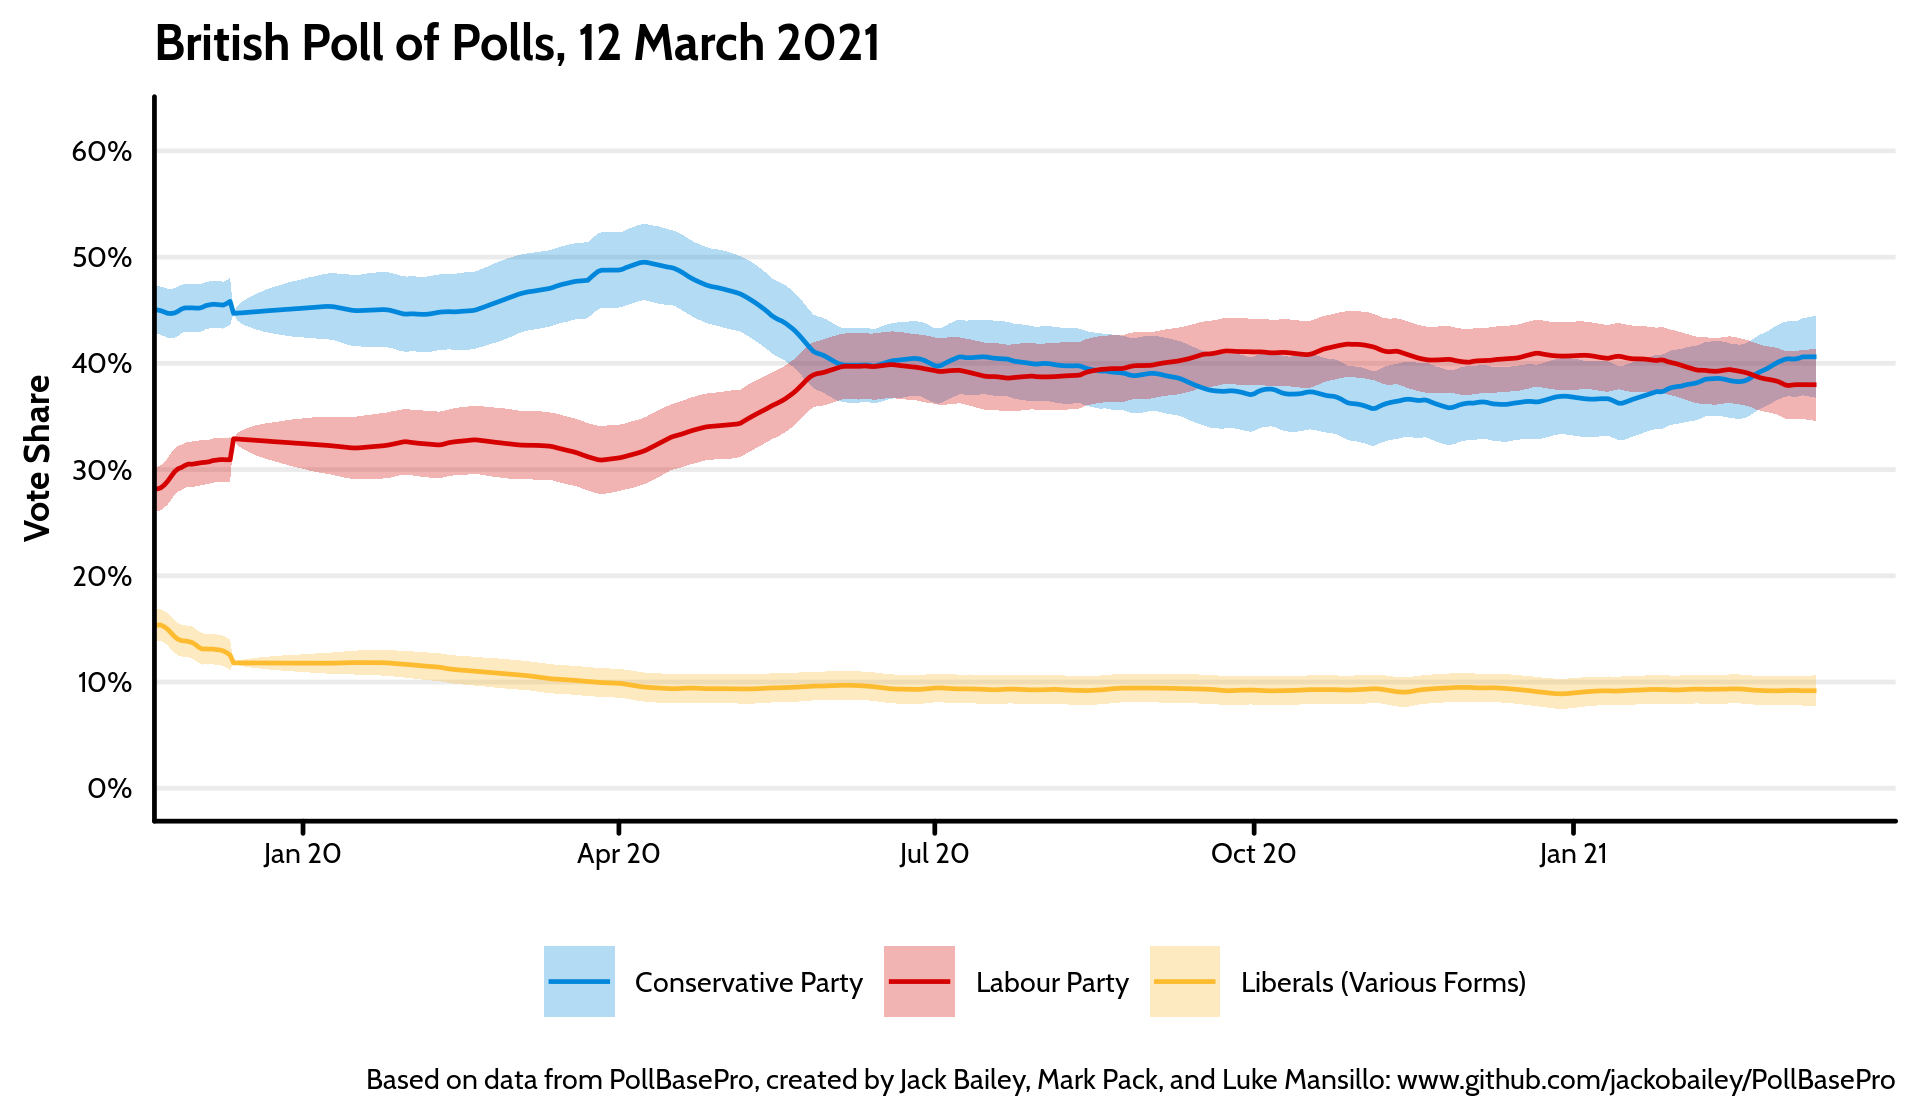 British Poll of Polls, 12 March 2021
Vote Share
60%
50%
40%
30%
20%
10%
0%
Jan 20
Apr 20
Jul 20
Oct 20
Jan 21
Conservative Party
Labour Party
Liberals (Various Forms)
Based on data from PollBasePro, created by Jack Bailey, Mark Pack, and Luke Mansillo: www.github.com/jackobailey/PollBasePro